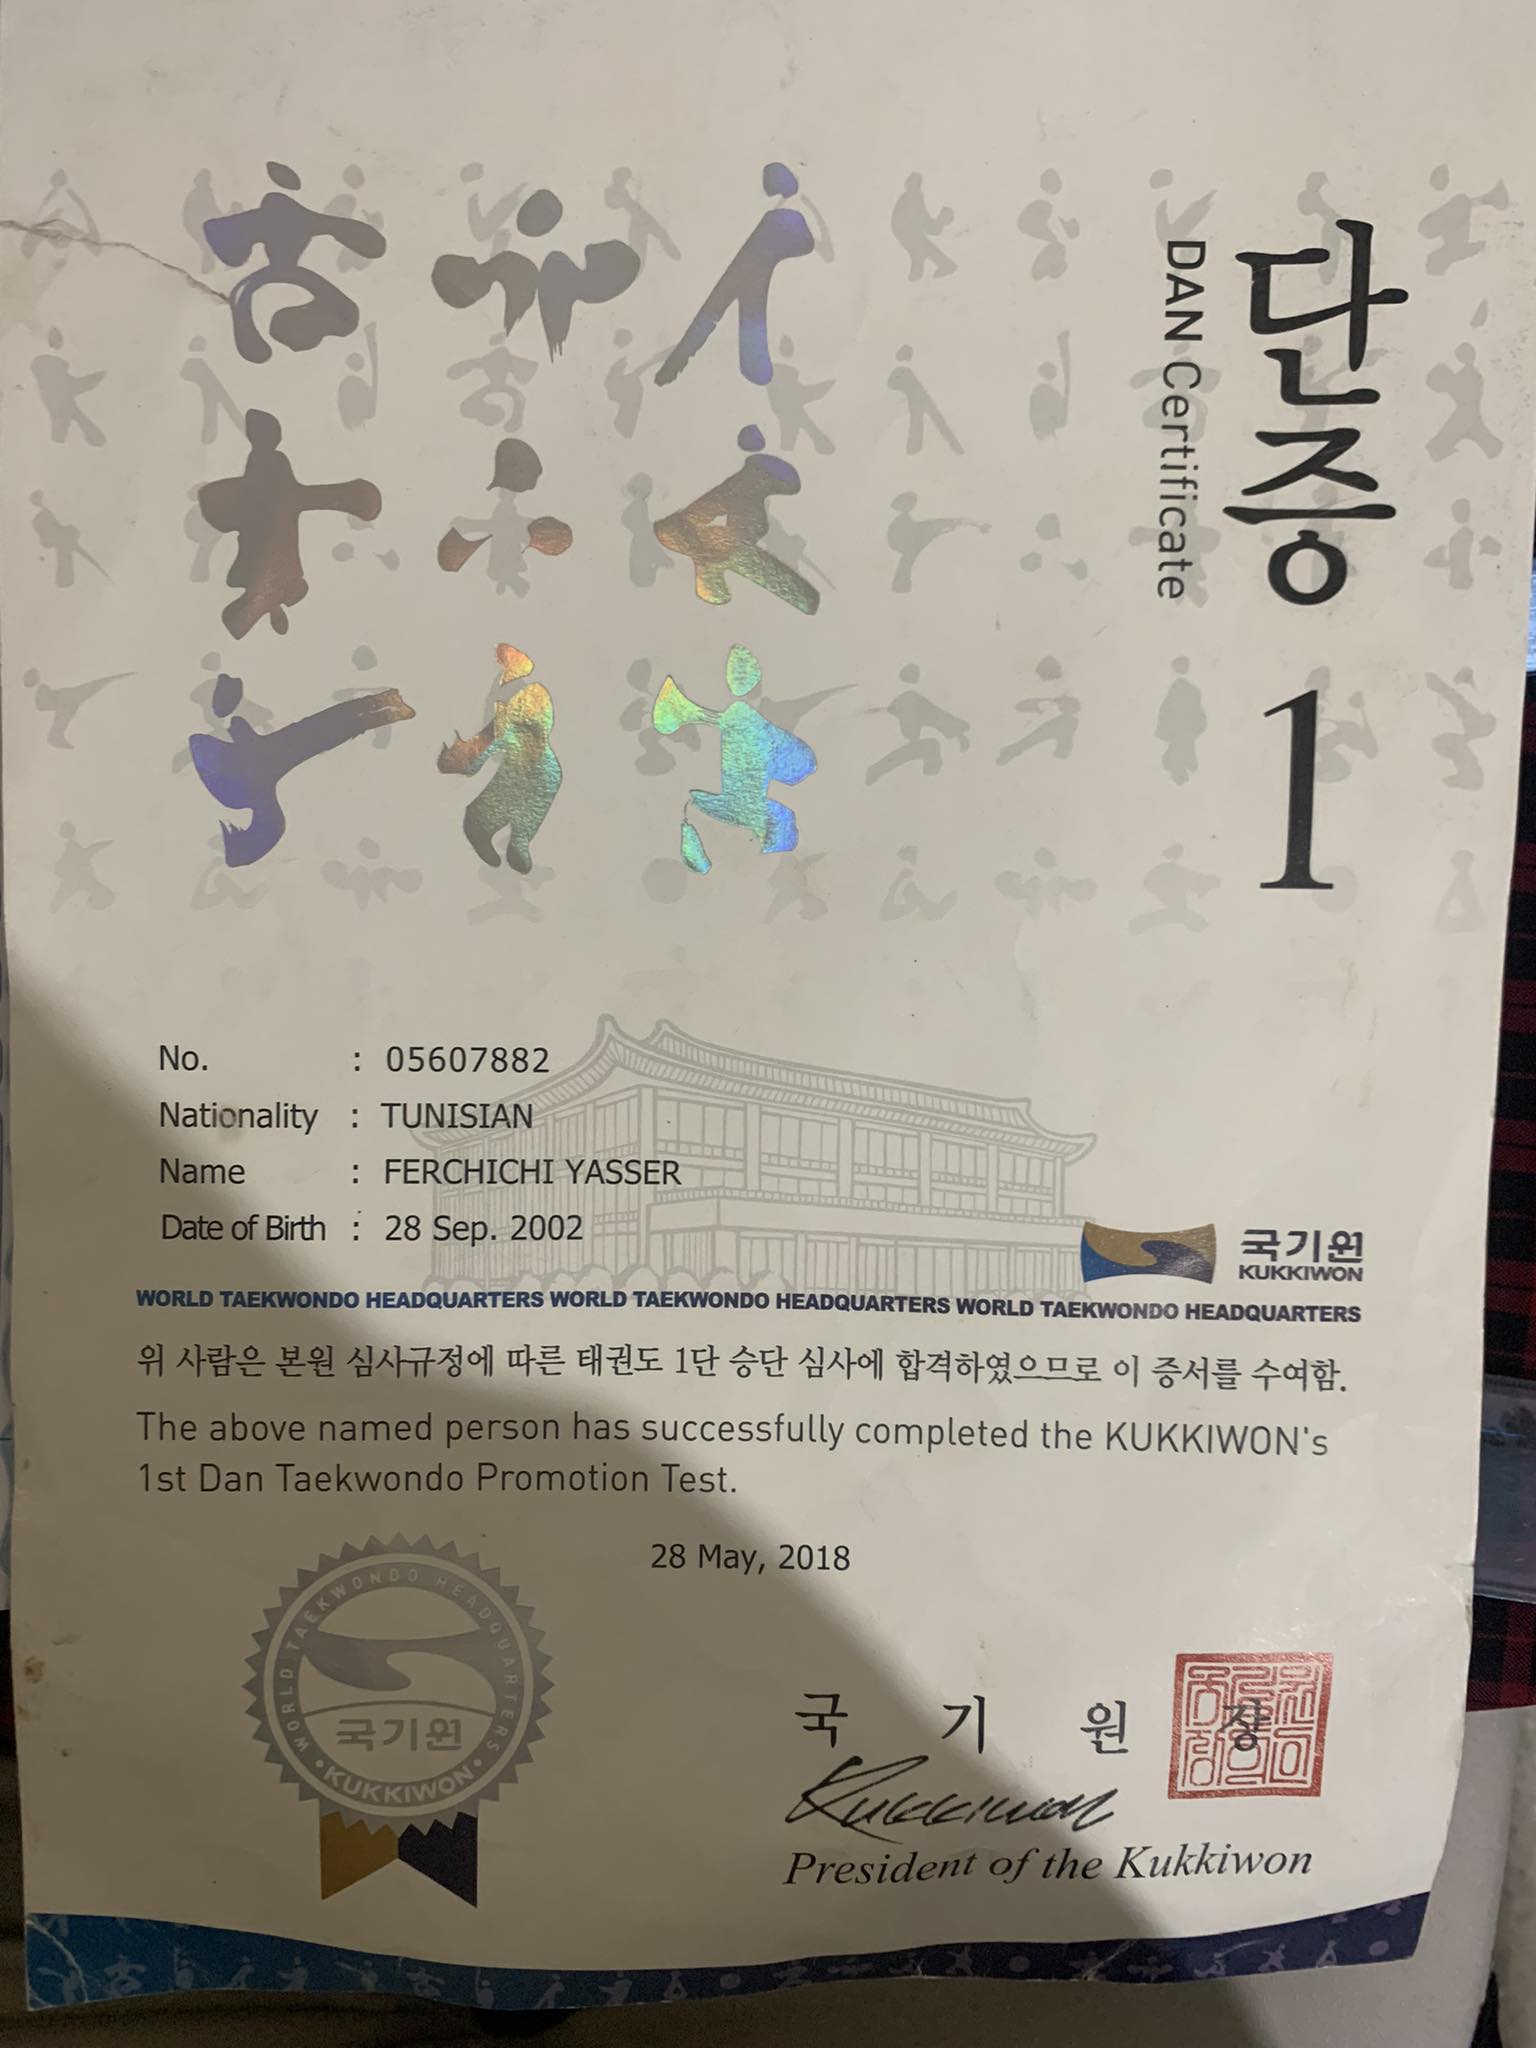 단증 1
DAN Certificate
No. : 05607882
Nationality : TUNISIAN
Name : FERCHICHI YASSER
Date of Birth : 28 Sep. 2002
국기원
KUKKIWON
WORLD TAEKWONDO HEADQUARTERS WORLD TAEKWONDO HEADQUARTERS WORLD TAEKWONDO HEADQUARTERS
위 사람은 본원 심사규정에 따른 태권도 1단 승단 심사에 합격하였으므로 이 증서를 수여함.
The above named person has successfully completed the KUKKIWON's
1st Dan Taekwondo Promotion Test.
28 May, 2018
WORLD TAEKWONDO HEADQUARTERS
국기원
KUKKIWON
국 기 원 장
Kukkiwon
President of the Kukkiwon